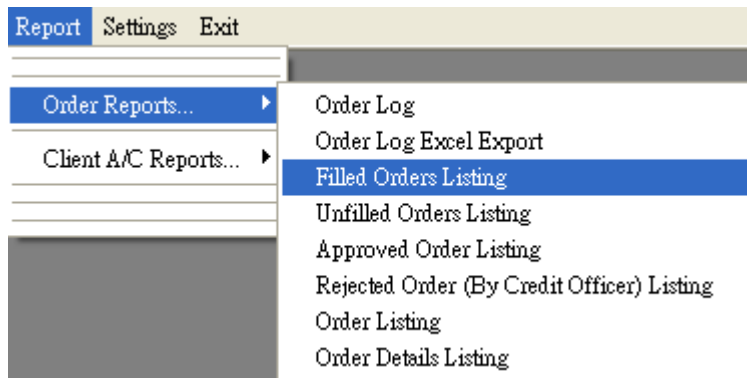 Report Settings Exit
Order Reports...
Client A/C Reports...
Order Log
Order Log Excel Export
Filled Orders Listing
Unfilled Orders Listing
Approved Order Listing
Rejected Order (By Credit Officer) Listing
Order Listing
Order Details Listing